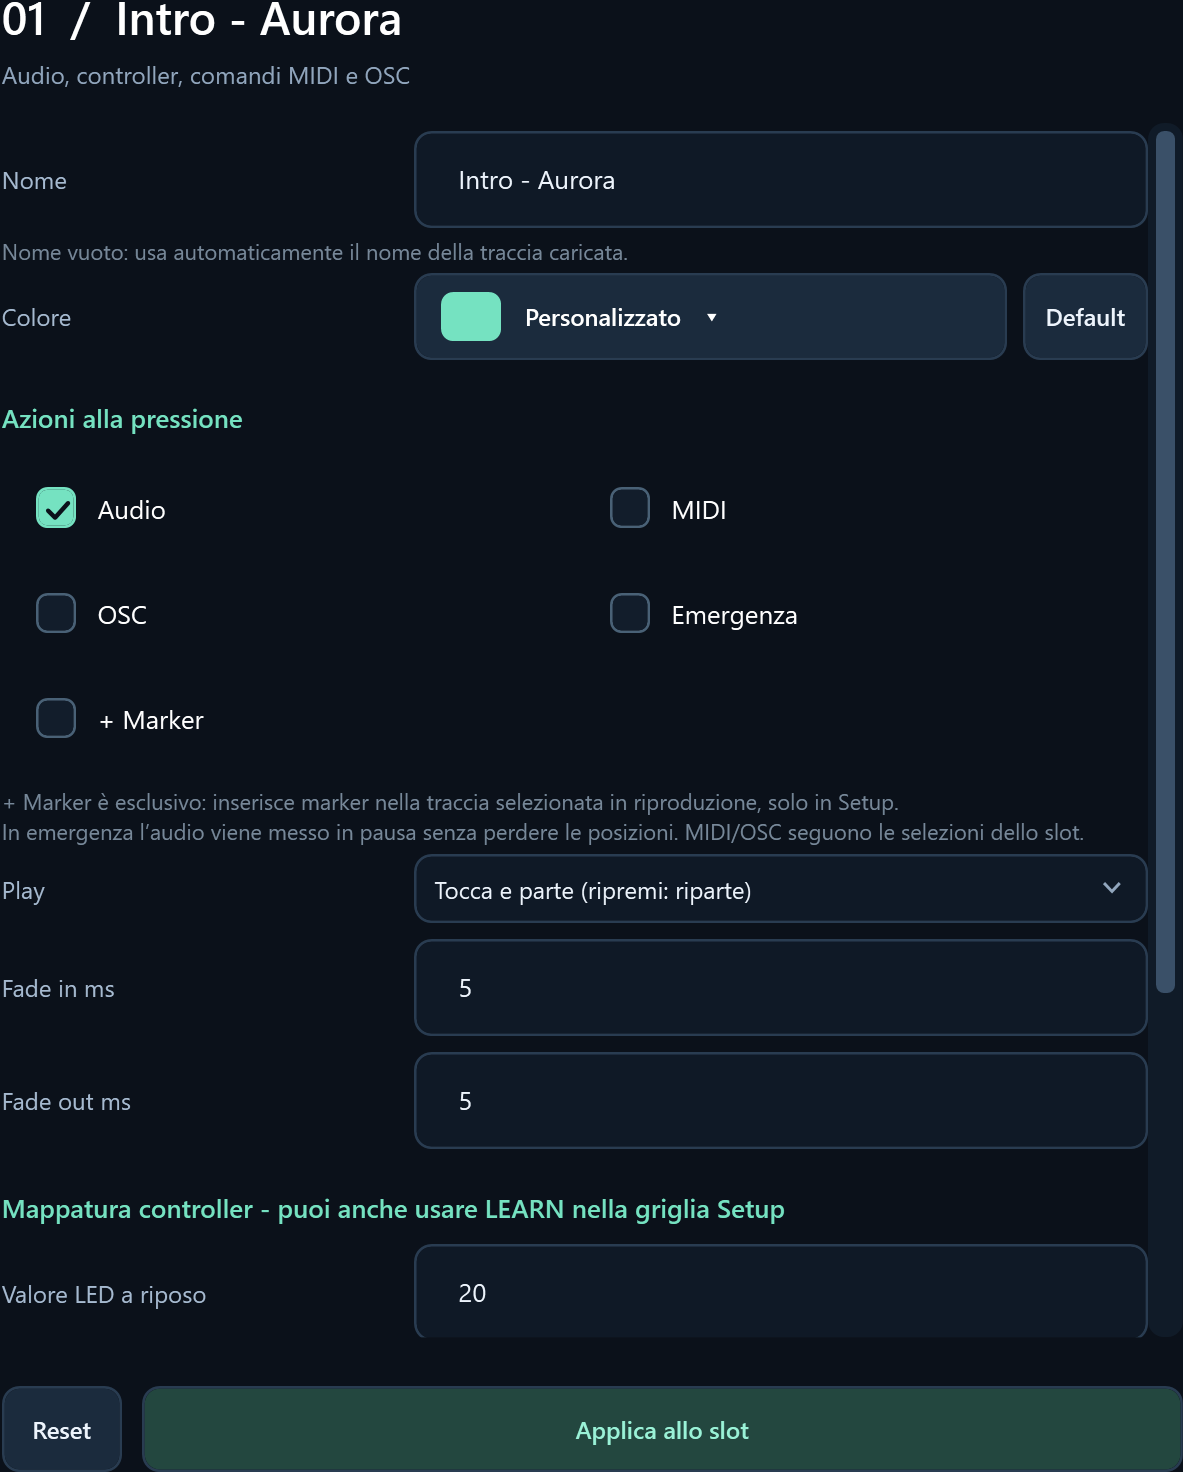 01 / Intro - Aurora
Audio, controller, comandi MIDI e OSC
Nome
Intro - Aurora
Nome vuoto: usa automaticamente il nome della traccia caricata.
Colore
Personalizzato
Default
Azioni alla pressione
Audio
MIDI
OSC
Emergenza
+ Marker
+ Marker è esclusivo: inserisce marker nella traccia selezionata in riproduzione, solo in Setup.
In emergenza l’audio viene messo in pausa senza perdere le posizioni. MIDI/OSC seguono le selezioni dello slot.
Play
Tocca e parte (ripremi: riparte)
Fade in ms
5
Fade out ms
5
Mappatura controller - puoi anche usare LEARN nella griglia Setup
Valore LED a riposo
20
Reset
Applica allo slot